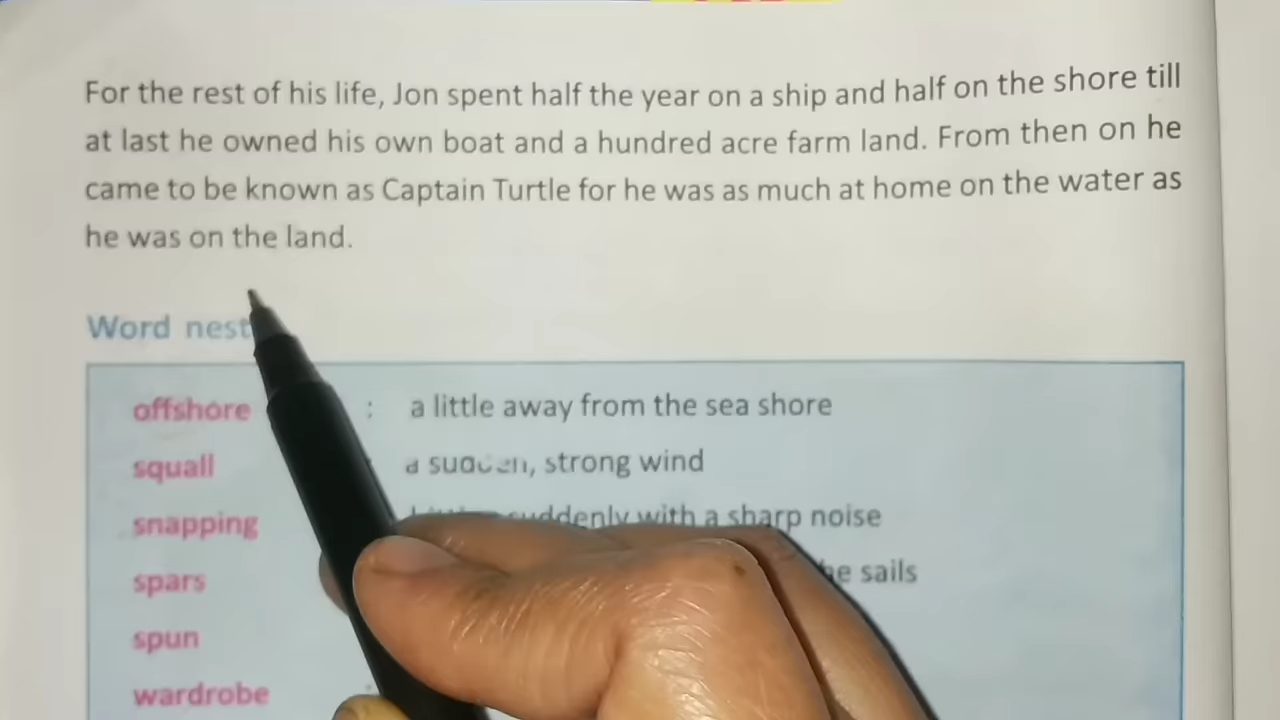 For the rest of his life, Jon spent half the year on a ship and half on the shore till
at last he owned his own boat and a hundred acre farm land. From then on he
came to be known as Captain Turtle for he was as much at home on the water as
he was on the land.
Word nest
offshore : a little away from the sea shore
squall a sudden, strong wind
snapping suddenly with a sharp noise
spars sails
spun
wardrobe